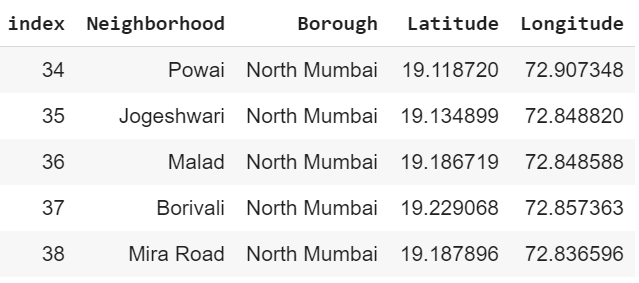 index Neighborhood Borough Latitude Longitude
34 Powai North Mumbai 19.118720 72.907348
35 Jogeshwari North Mumbai 19.134899 72.848820
36 Malad North Mumbai 19.186719 72.848588
37 Borivali North Mumbai 19.229068 72.857363
38 Mira Road North Mumbai 19.187896 72.836596